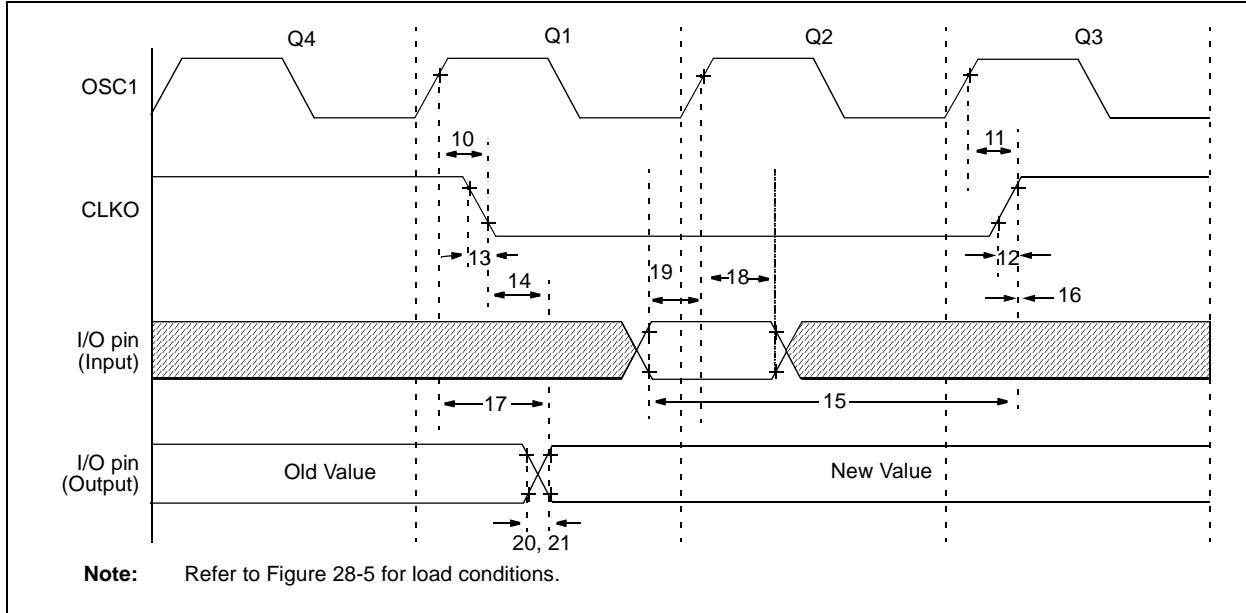 Q4 Q1 Q2 Q3
OSC1
10 11
CLKO
13 12
14 19 18 16
I/O pin
(Input)
17 15
I/O pin
(Output)
Old Value New Value
20, 21
Note: Refer to Figure 28-5 for load conditions.